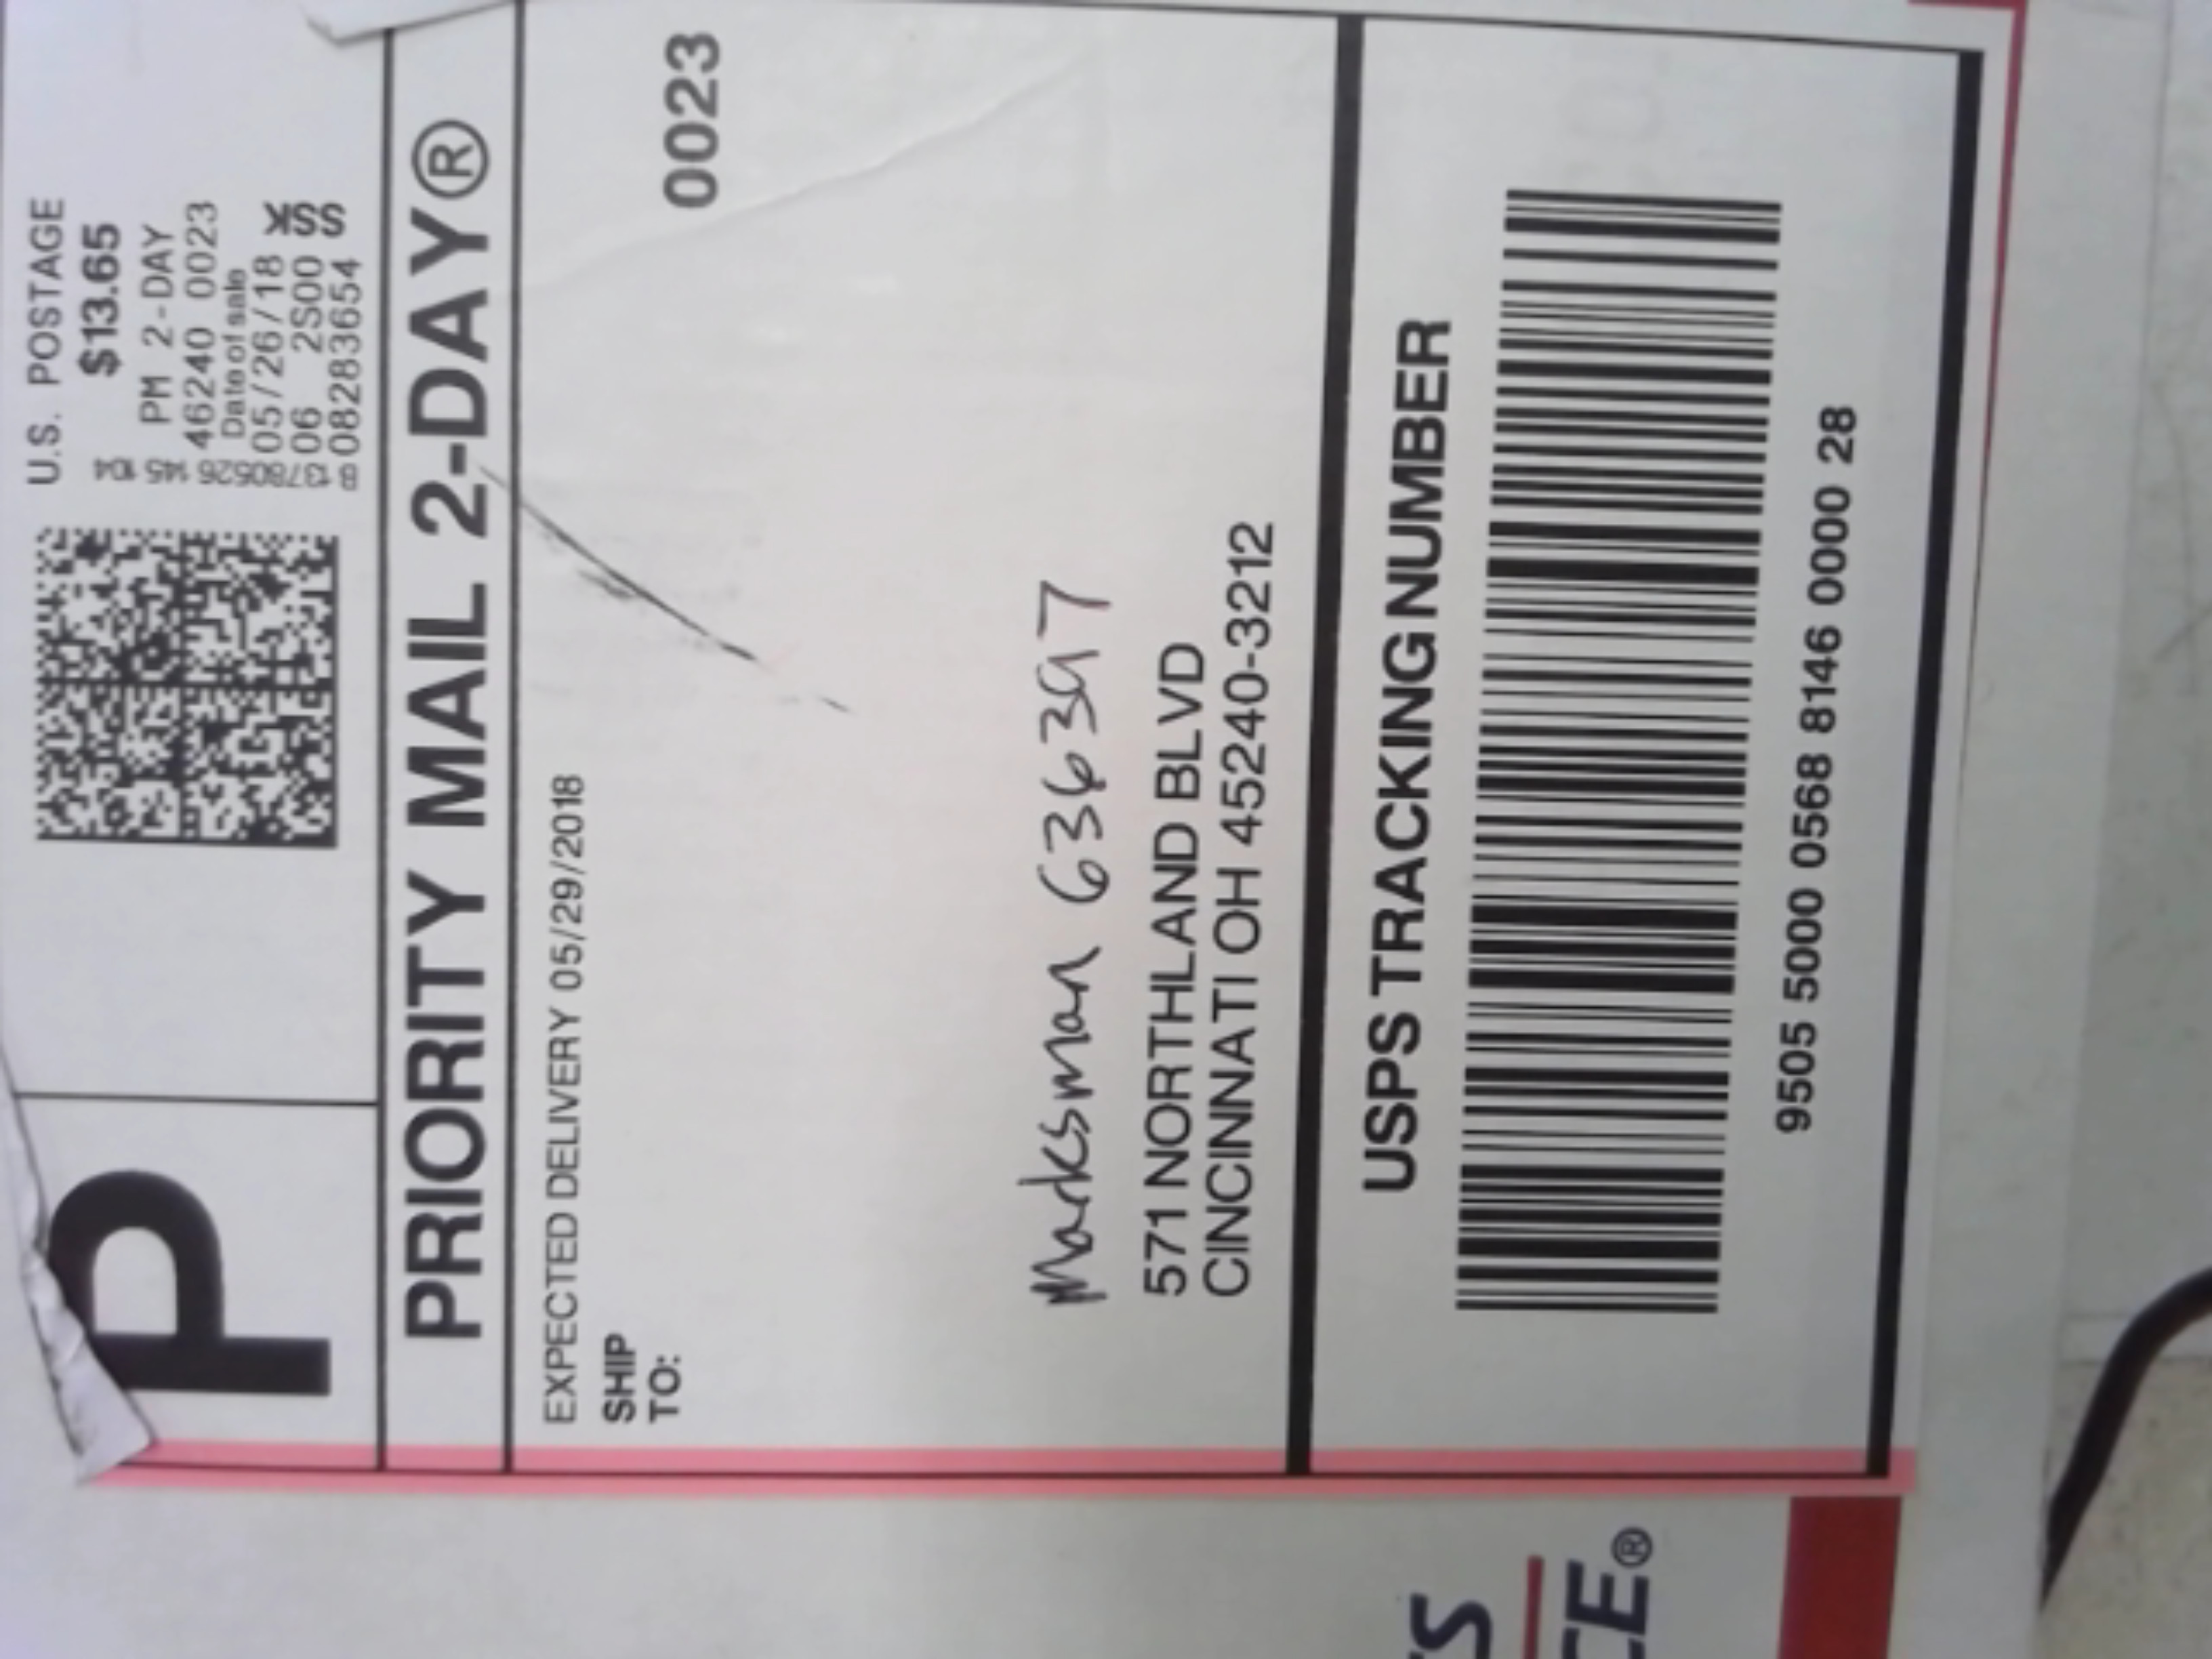 P
U.S. POSTAGE
$13.65
PM 2-DAY
46240 0023
Date of sale
05/26/18
06 2S00
08283654
SSK
PRIORITY MAIL 2-DAY®
EXPECTED DELIVERY 05/29/2018
0023
SHIP
TO:
Marksman 636397
571 NORTHLAND BLVD
CINCINNATI OH 45240-3212
USPS TRACKING NUMBER
9505 5000 0568 8146 0000 28